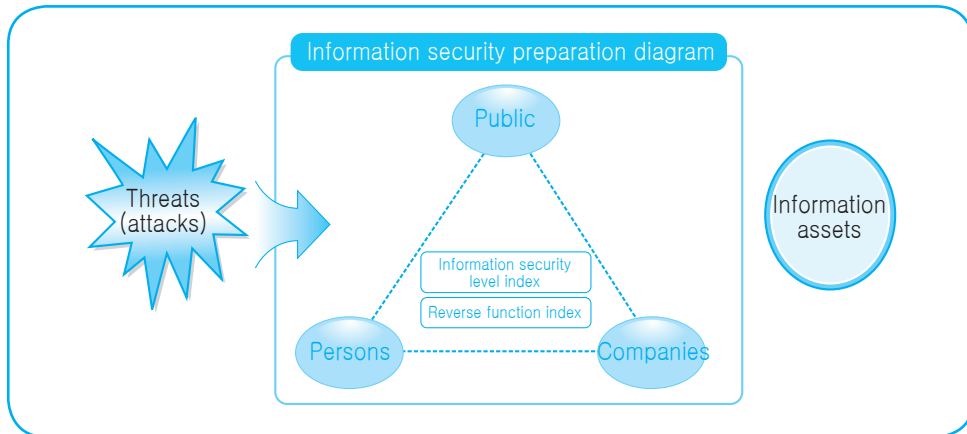 Information security preparation diagram
Public
Threats
(attacks)
Information
assets
Information security
level index
Reverse function index
Persons
Companies